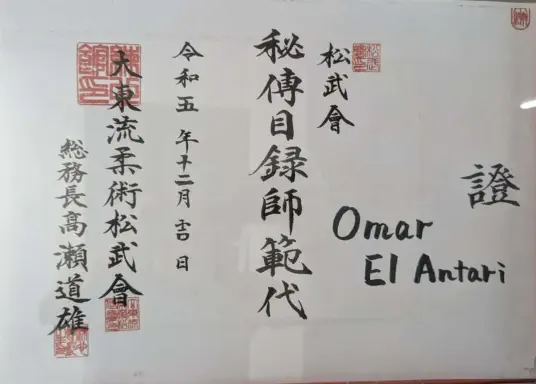 證
Omar
El Antari
松武會
秘傳目録師範代
令和五年十二月吉日
大東流柔術松武會
総務長高瀬道雄